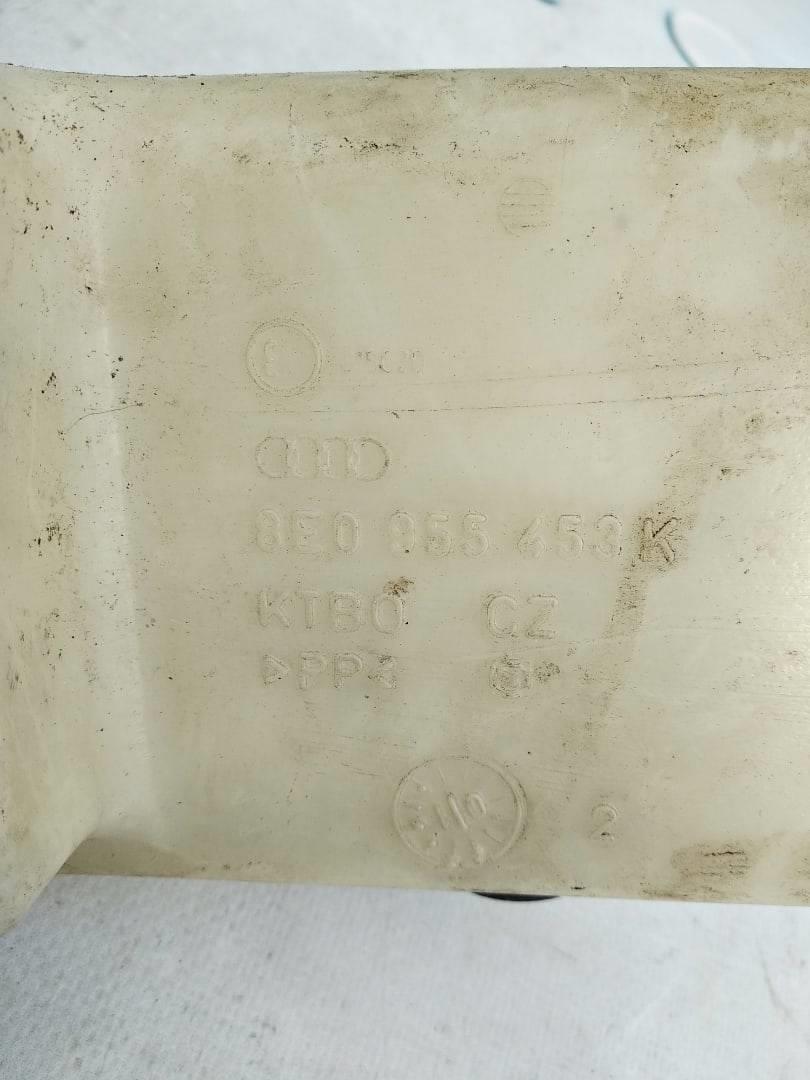 8E0 955 453 K
KTBO CZ
>PP<
2